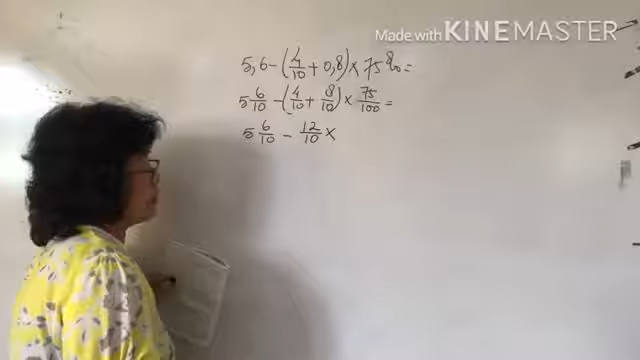 Made with KINEMASTER
5,6 - (4/10 + 0,8) × 75% =
5 6/10 - (4/10 + 8/10) × 75/100 =
5 6/10 - 12/10 ×